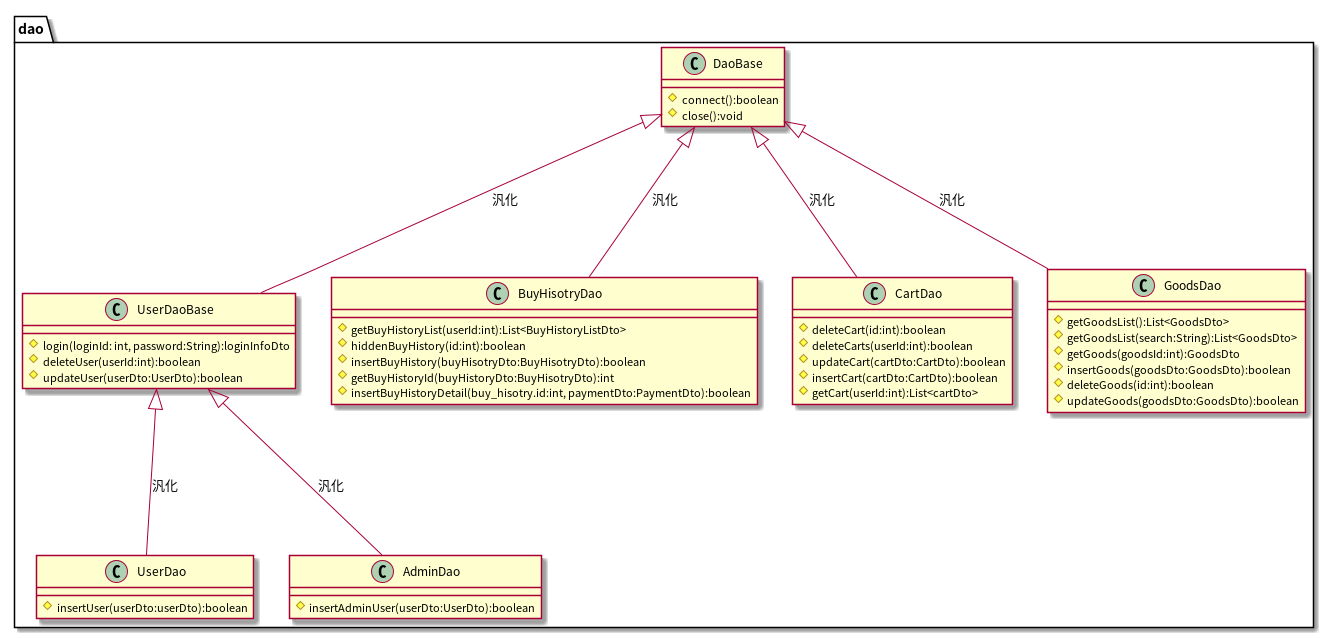 dao
C DaoBase
connect():boolean
close():void
汎化
汎化
汎化
汎化
C UserDaoBase
login(loginId: int, password:String):loginInfoDto
deleteUser(userId:int):boolean
updateUser(userDto:UserDto):boolean
C BuyHisotryDao
getBuyHistoryList(userId:int):List<BuyHistoryListDto>
hiddenBuyHistory(id:int):boolean
insertBuyHistory(buyHisotryDto:BuyHisotryDto):boolean
getBuyHistoryId(buyHistoryDto:BuyHisotryDto):int
insertBuyHistoryDetail(buy_hisotry.id:int, paymentDto:PaymentDto):boolean
C CartDao
deleteCart(id:int):boolean
deleteCarts(userId:int):boolean
updateCart(cartDto:CartDto):boolean
insertCart(cartDto:CartDto):boolean
getCart(userId:int):List<cartDto>
C GoodsDao
getGoodsList():List<GoodsDto>
getGoodsList(search:String):List<GoodsDto>
getGoods(goodsId:int):GoodsDto
insertGoods(goodsDto:GoodsDto):boolean
deleteGoods(id:int):boolean
updateGoods(goodsDto:GoodsDto):boolean
汎化
汎化
C UserDao
insertUser(userDto:userDto):boolean
C AdminDao
insertAdminUser(userDto:UserDto):boolean